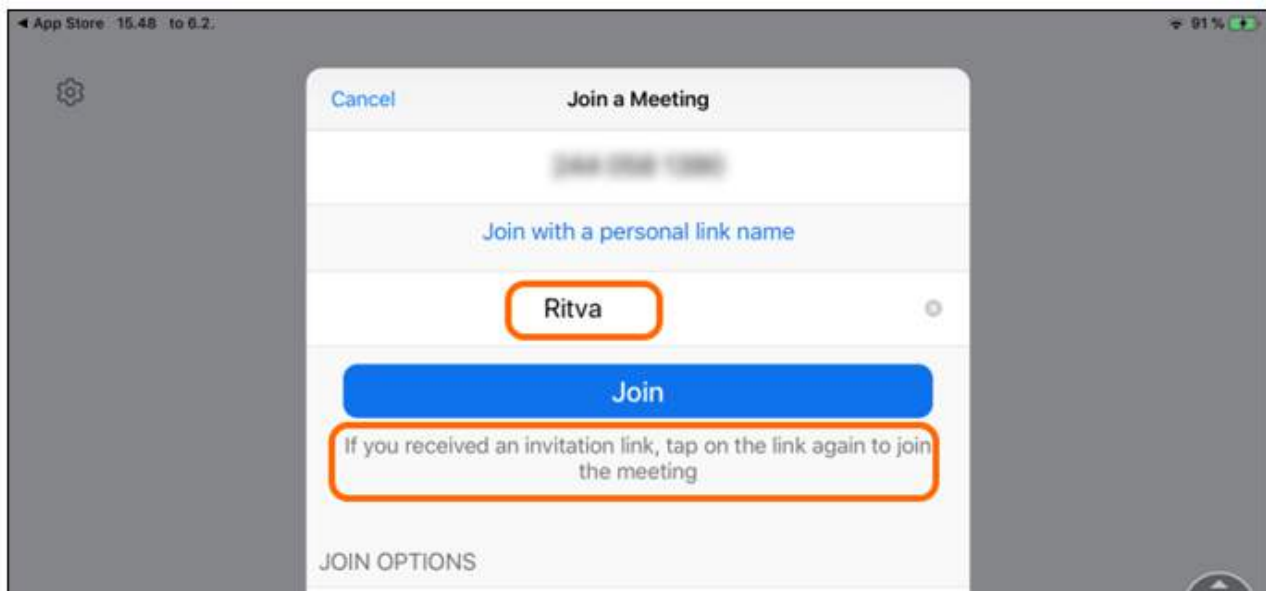 ◀ App Store 15.48 to 6.2.
91 %
Cancel
Join a Meeting
Join with a personal link name
Ritva
Join
If you received an invitation link, tap on the link again to join
the meeting
JOIN OPTIONS